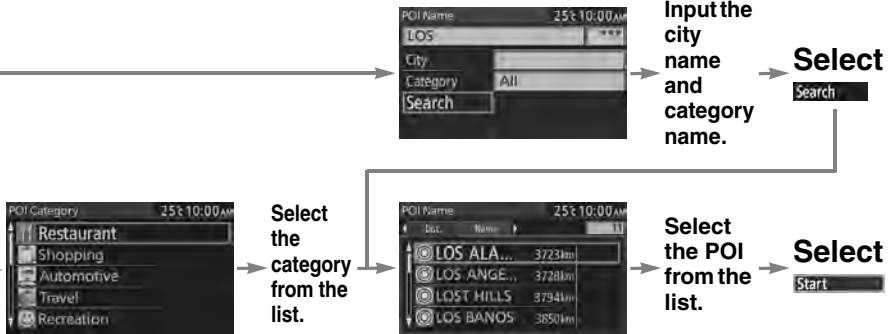 POI Name 25℃ 10:00AM
LOS ***
City
Category All
Search
Input the
city
name
and
category
name.
Select
Search
POI Category 25℃ 10:00AM
Restaurant
Shopping
Automotive
Travel
Recreation
Select
the
category
from the
list.
POI Name 25℃ 10:00AM
Dist. Name
LOS ALA... 3723km
LOS ANGE... 3728km
LOST HILLS 3794km
LOS BANOS 3850km
Select
the POI
from the
list.
Select
Start